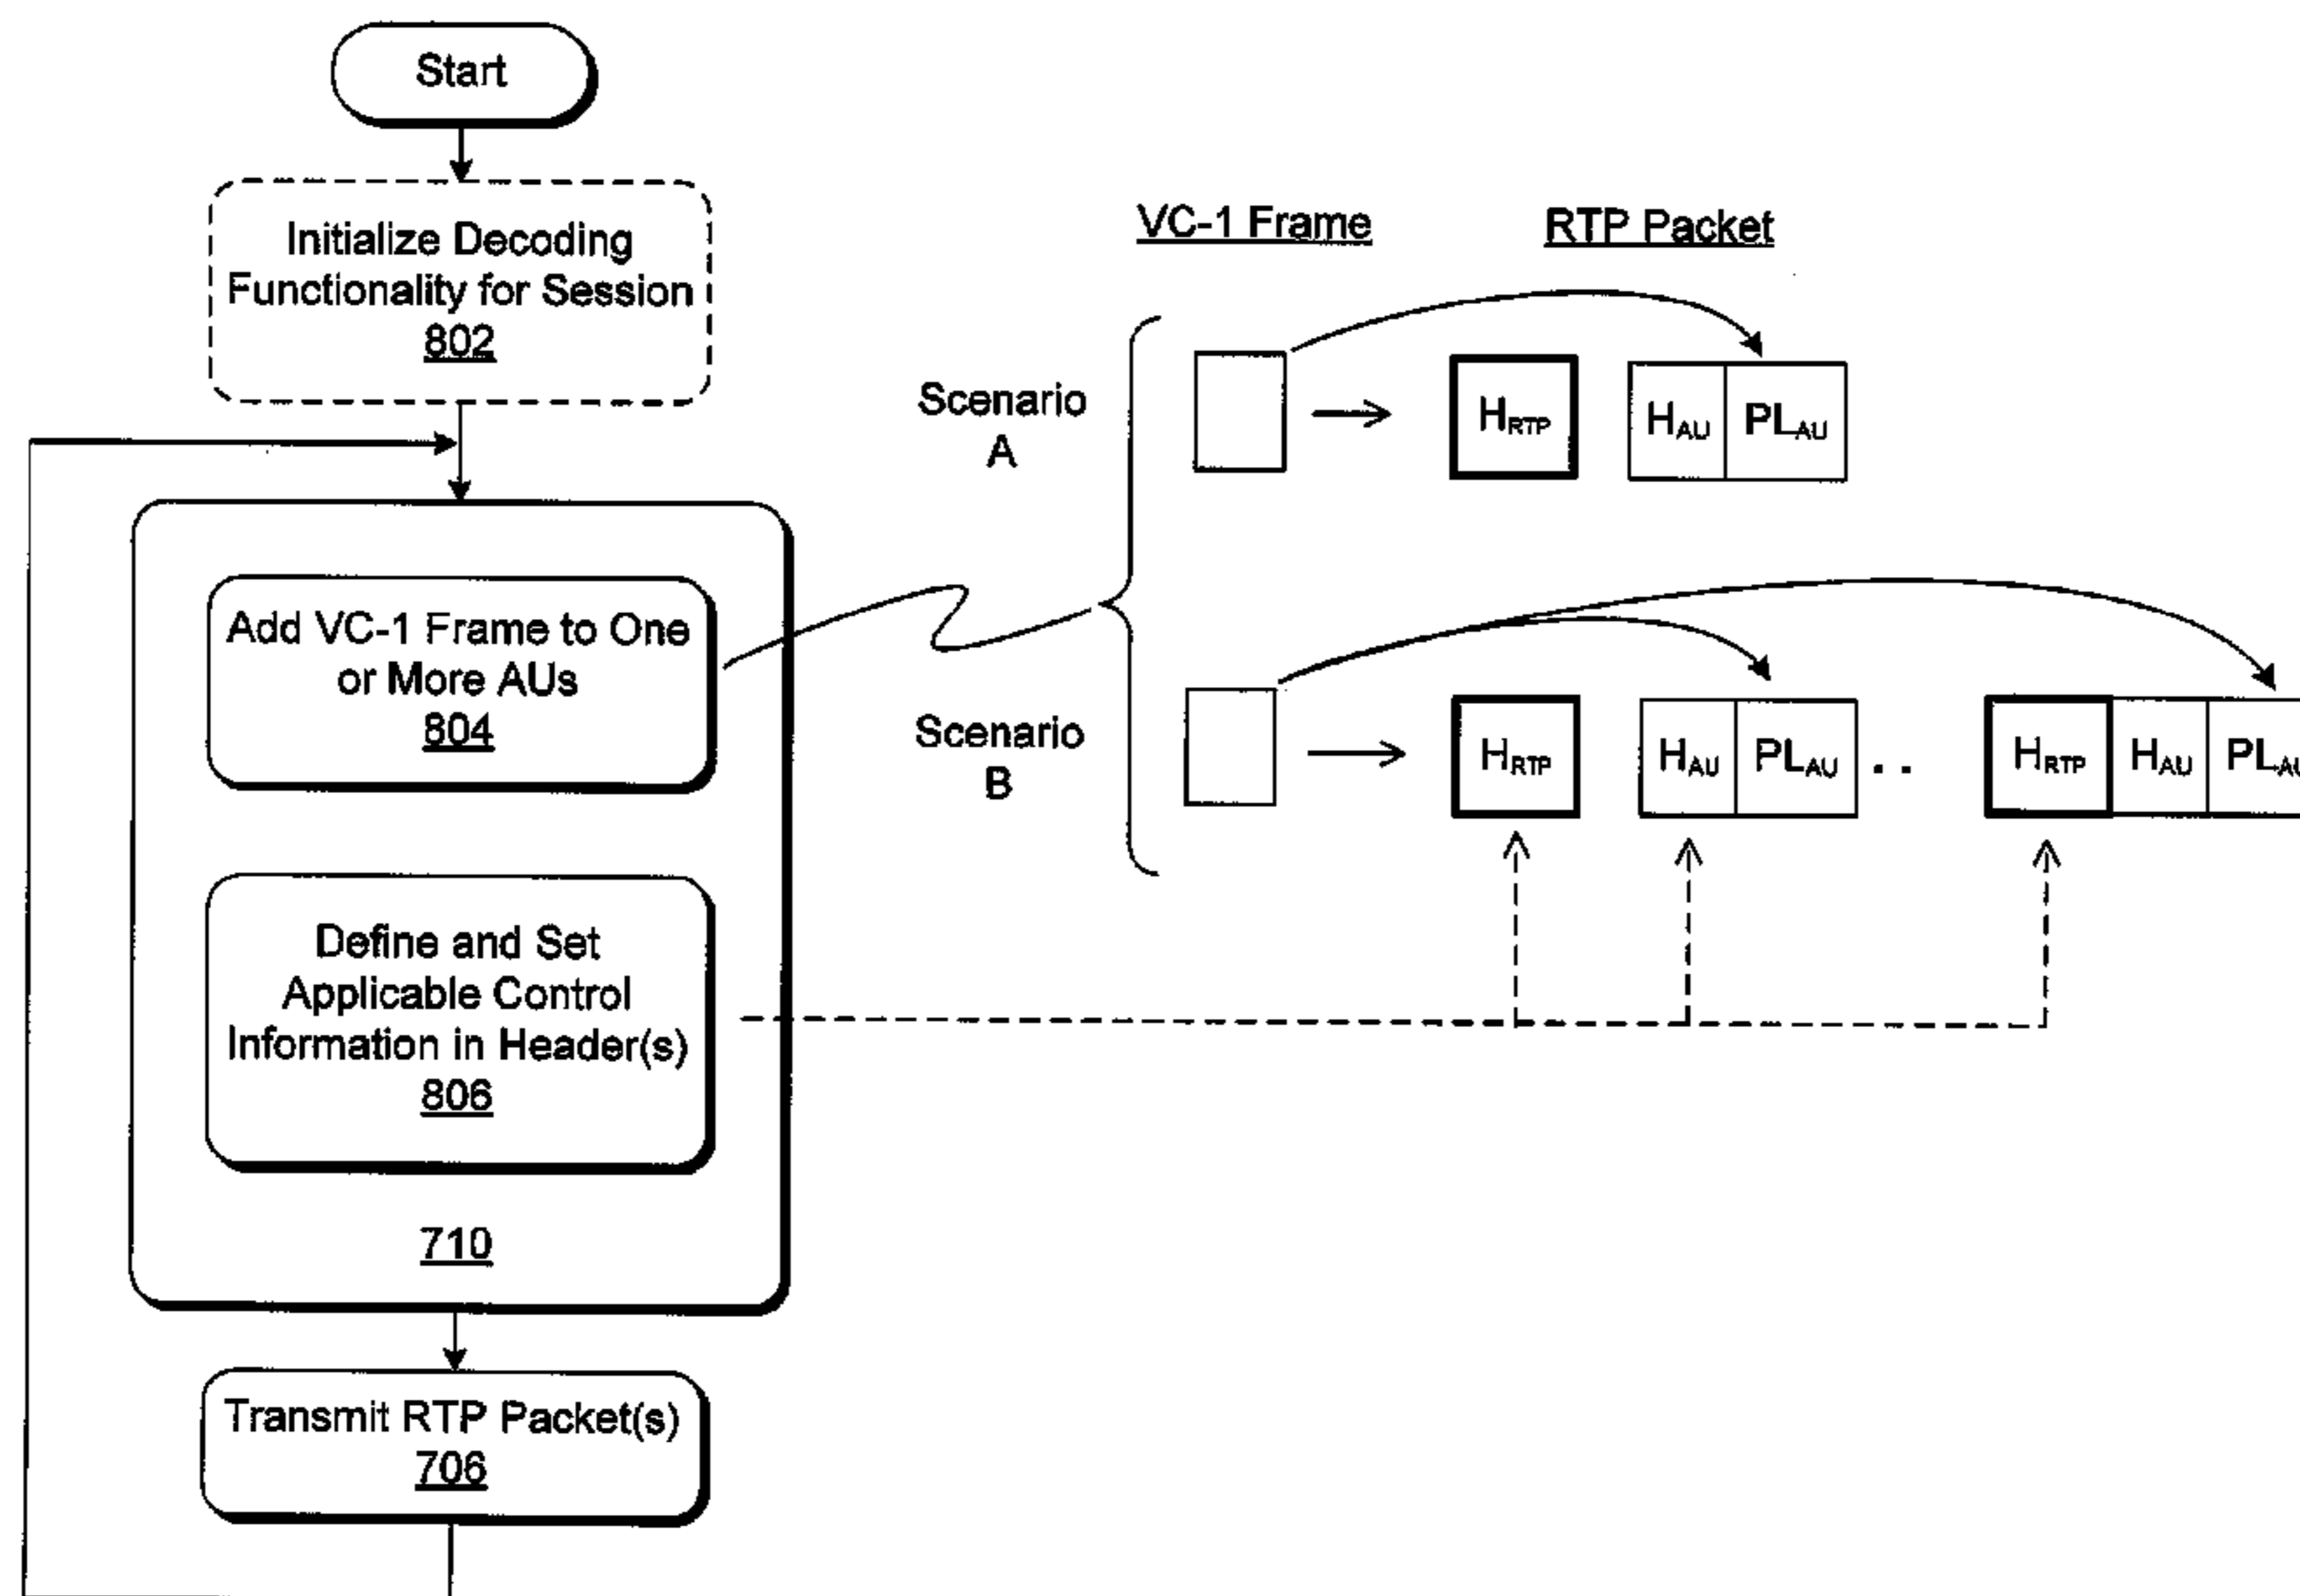 Start
Initialize Decoding
Functionality for Session
802
Add VC-1 Frame to One
or More AUs
804
Define and Set
Applicable Control
Information in Header(s)
806
710
Transmit RTP Packet(s)
706
VC-1 Frame RTP Packet
Scenario
A
HRTP HAU PLAU
Scenario
B
HRTP HAU PLAU . . HRTP HAU PLAU